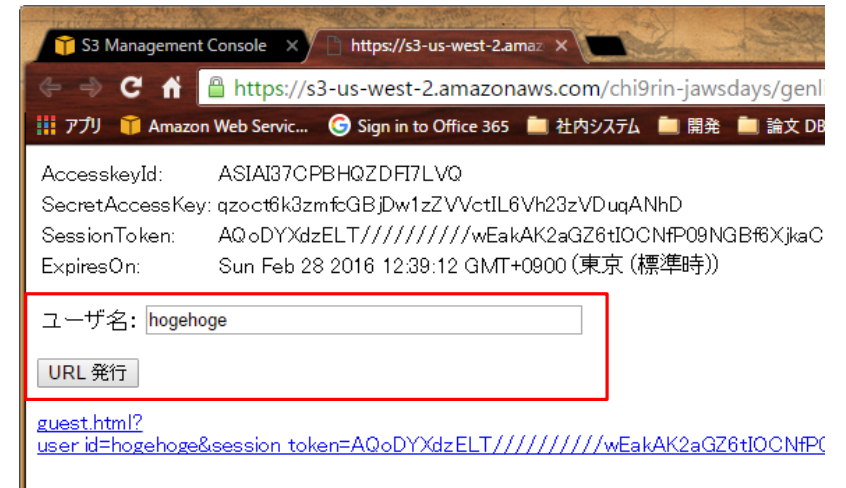 S3 Management Console
https://s3-us-west-2.amaz
https://s3-us-west-2.amazonaws.com/chi9rin-jawsdays/genli
アプリ Amazon Web Servic... Sign in to Office 365 社内システム 開発 論文 DB
AccesskeyId: ASIAI37CPBHQZDFI7LVQ
SecretAccessKey: qzoct6k3zmfcGBjDw1zZVVctIL6Vh23zVDuqANhD
SessionToken: AQoDYXdzELT//////////wEakAK2aGZ6tIOCNfP09NGBf6XjkaC
ExpiresOn: Sun Feb 28 2016 12:39:12 GMT+0900 (東京 (標準時))
ユーザ名: hogehoge
URL 発行
guest.html?
user_id=hogehoge&session_token=AQoDYXdzELT//////////wEakAK2aGZ6tIOCNfP0